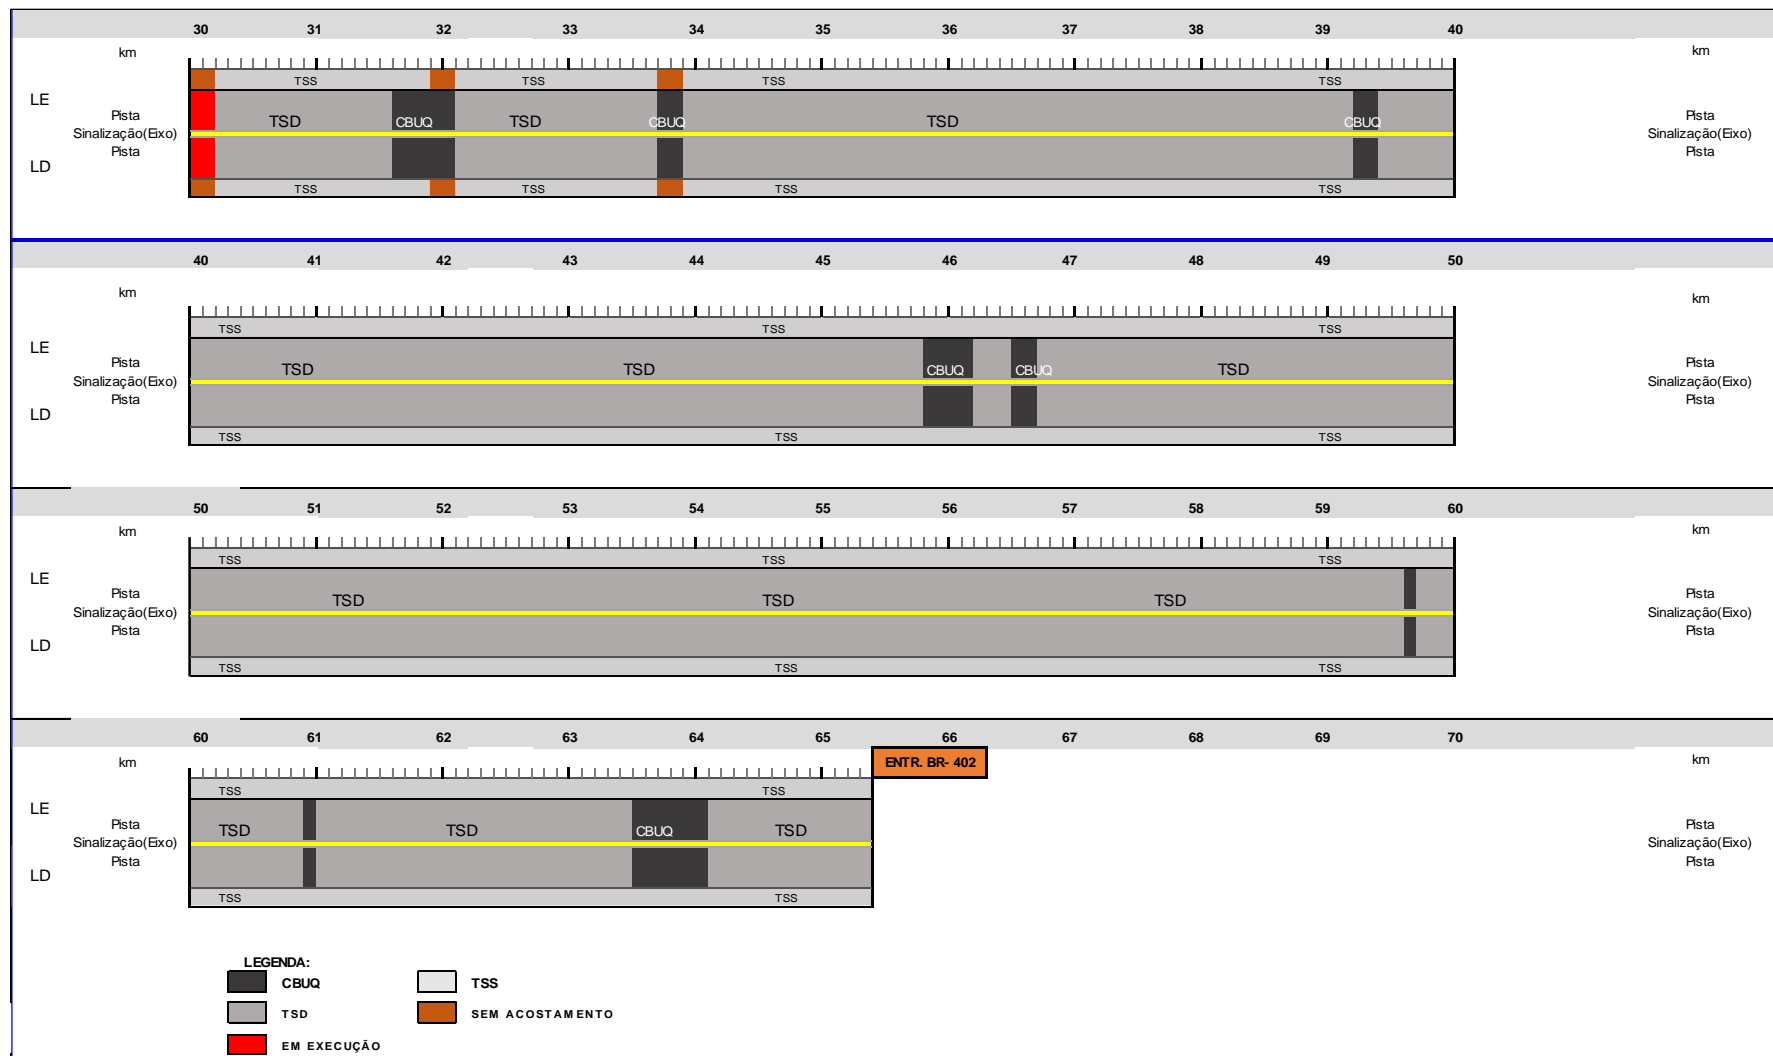 30 31 32 33 34 35 36 37 38 39 40
km km
TSS TSS TSS TSS
LE
Pista Pista
TSD CBUQ TSD CBUQ TSD CBUQ
Sinalização(Eixo) Sinalização(Eixo)
Pista Pista
LD
TSS TSS TSS TSS
40 41 42 43 44 45 46 47 48 49 50
km km
TSS TSS TSS
LE
Pista Pista
TSD TSD CBUQ CBUQ TSD
Sinalização(Eixo) Sinalização(Eixo)
Pista Pista
LD
TSS TSS TSS
50 51 52 53 54 55 56 57 58 59 60
km km
TSS TSS TSS
LE
Pista Pista
TSD TSD TSD
Sinalização(Eixo) Sinalização(Eixo)
Pista Pista
LD
TSS TSS TSS
60 61 62 63 64 65 66 67 68 69 70
km ENTR. BR- 402 km
TSS TSS
LE
Pista Pista
TSD TSD CBUQ TSD
Sinalização(Eixo) Sinalização(Eixo)
Pista Pista
LD
TSS TSS
LEGENDA:
CBUQ TSS
TSD SEM ACOSTAMENTO
EM EXECUÇÃO